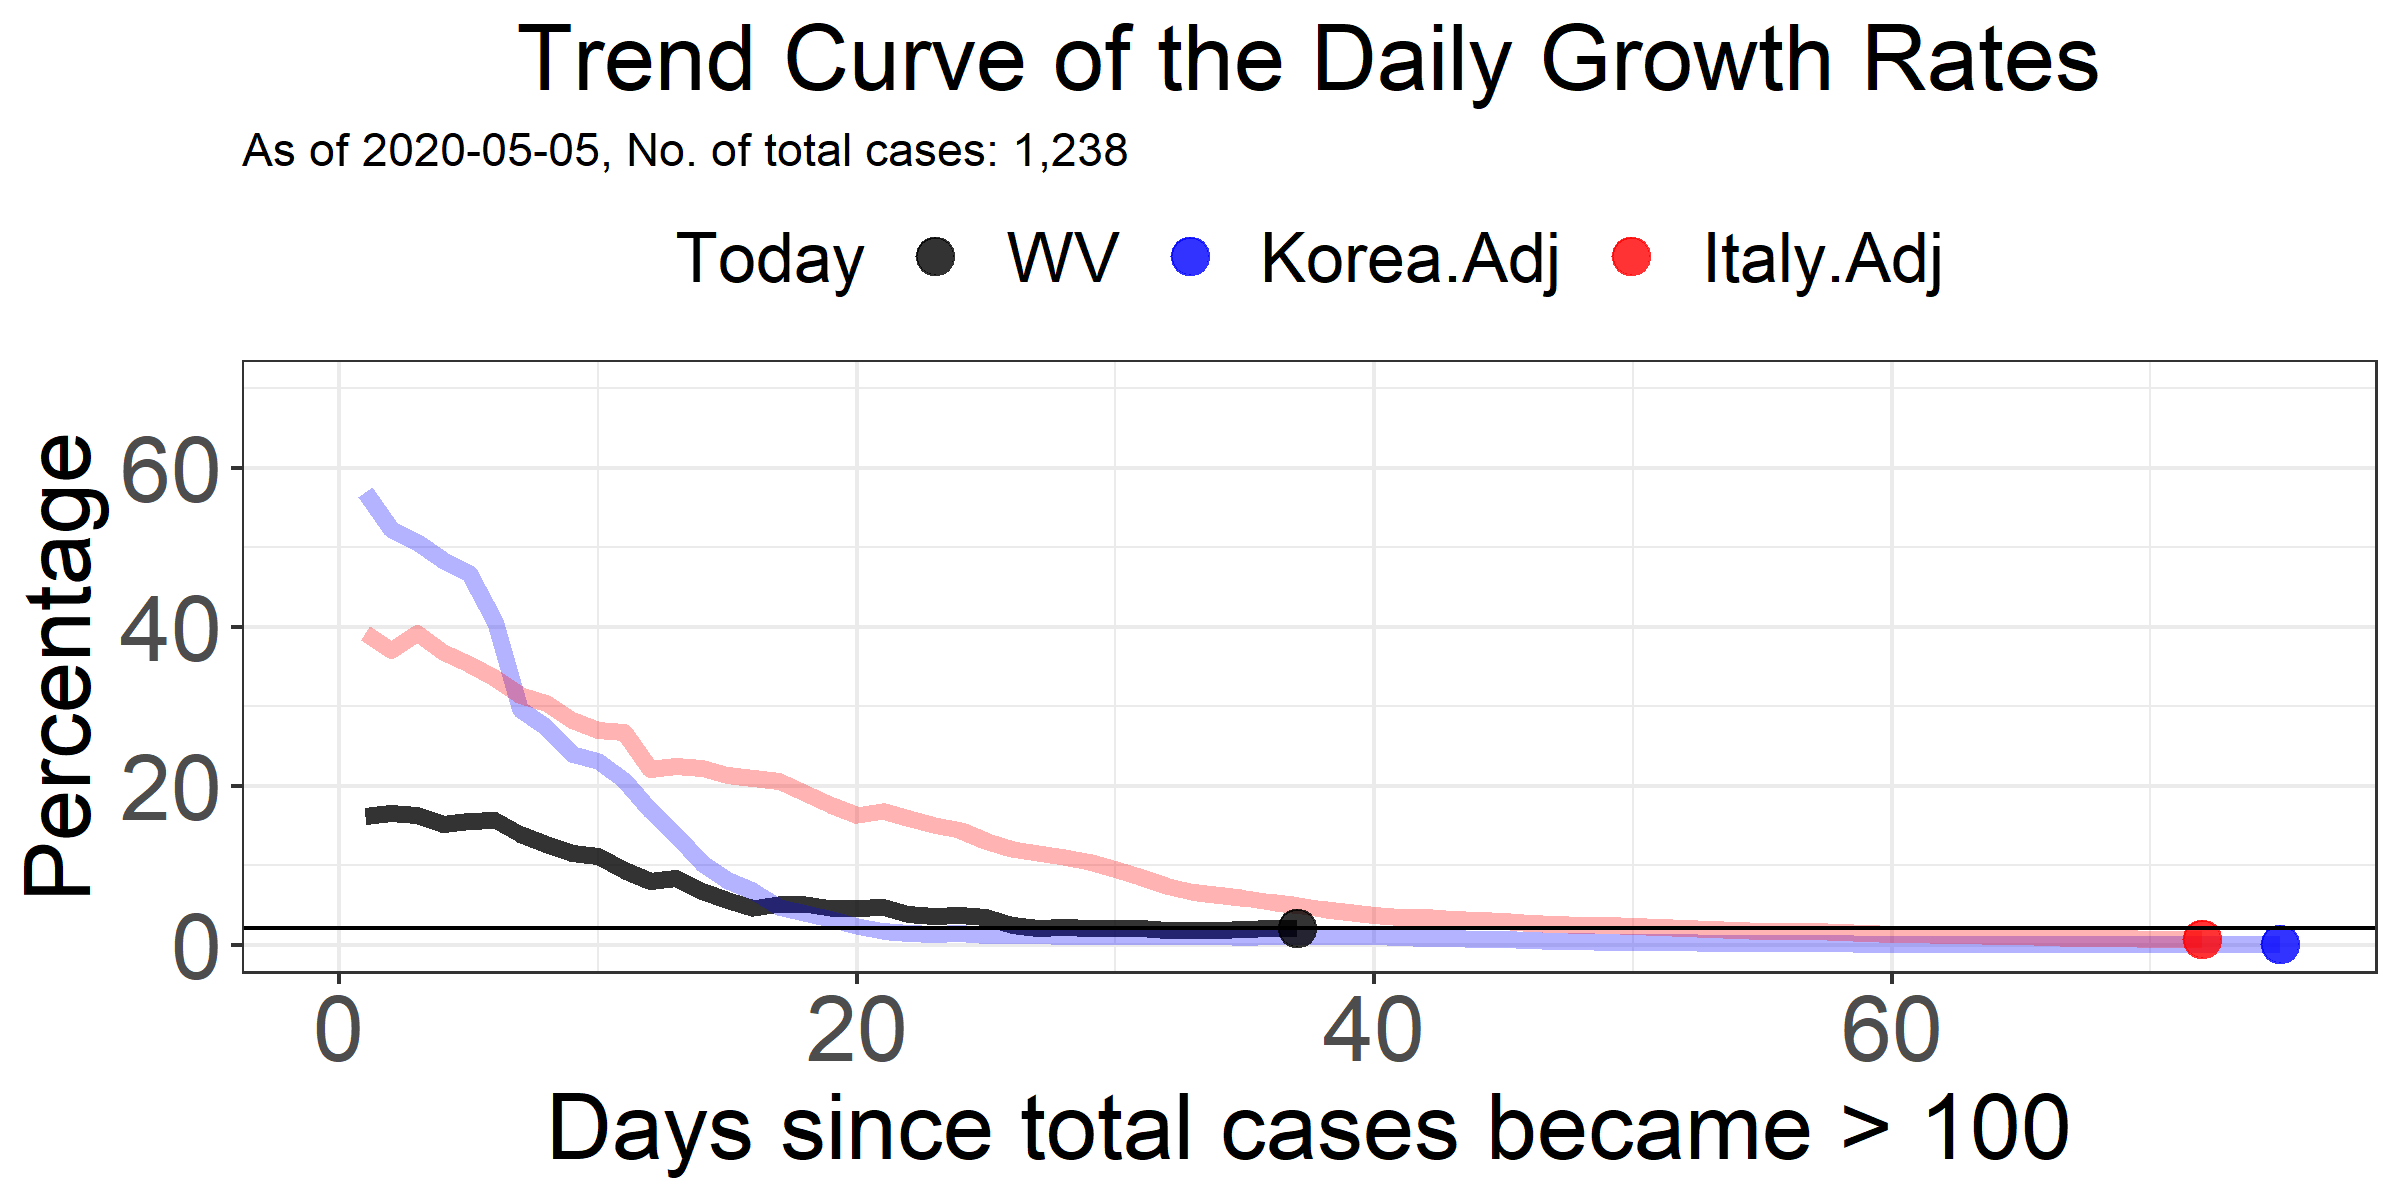 Trend Curve of the Daily Growth Rates
As of 2020-05-05, No. of total cases: 1,238
Today WV Korea.Adj Italy.Adj
Percentage
60
40
20
0
0 20 40 60
Days since total cases became > 100